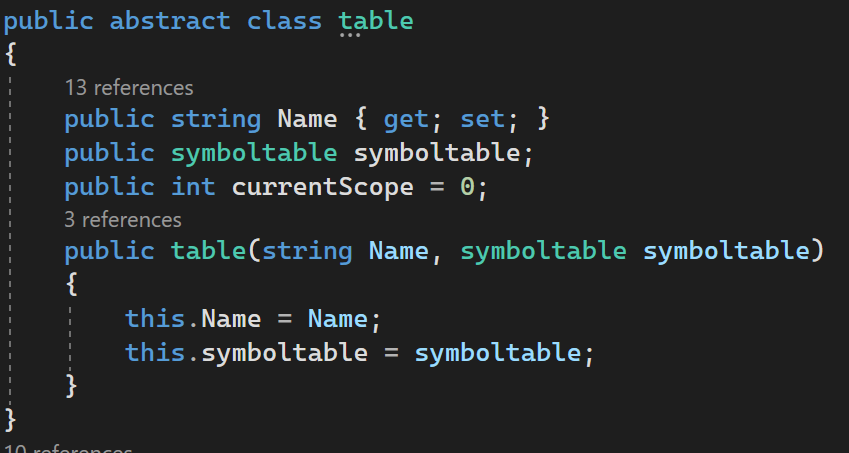 public abstract class table
{
13 references
public string Name { get; set; }
public symboltable symboltable;
public int currentScope = 0;
3 references
public table(string Name, symboltable symboltable)
{
this.Name = Name;
this.symboltable = symboltable;
}
}
10 references